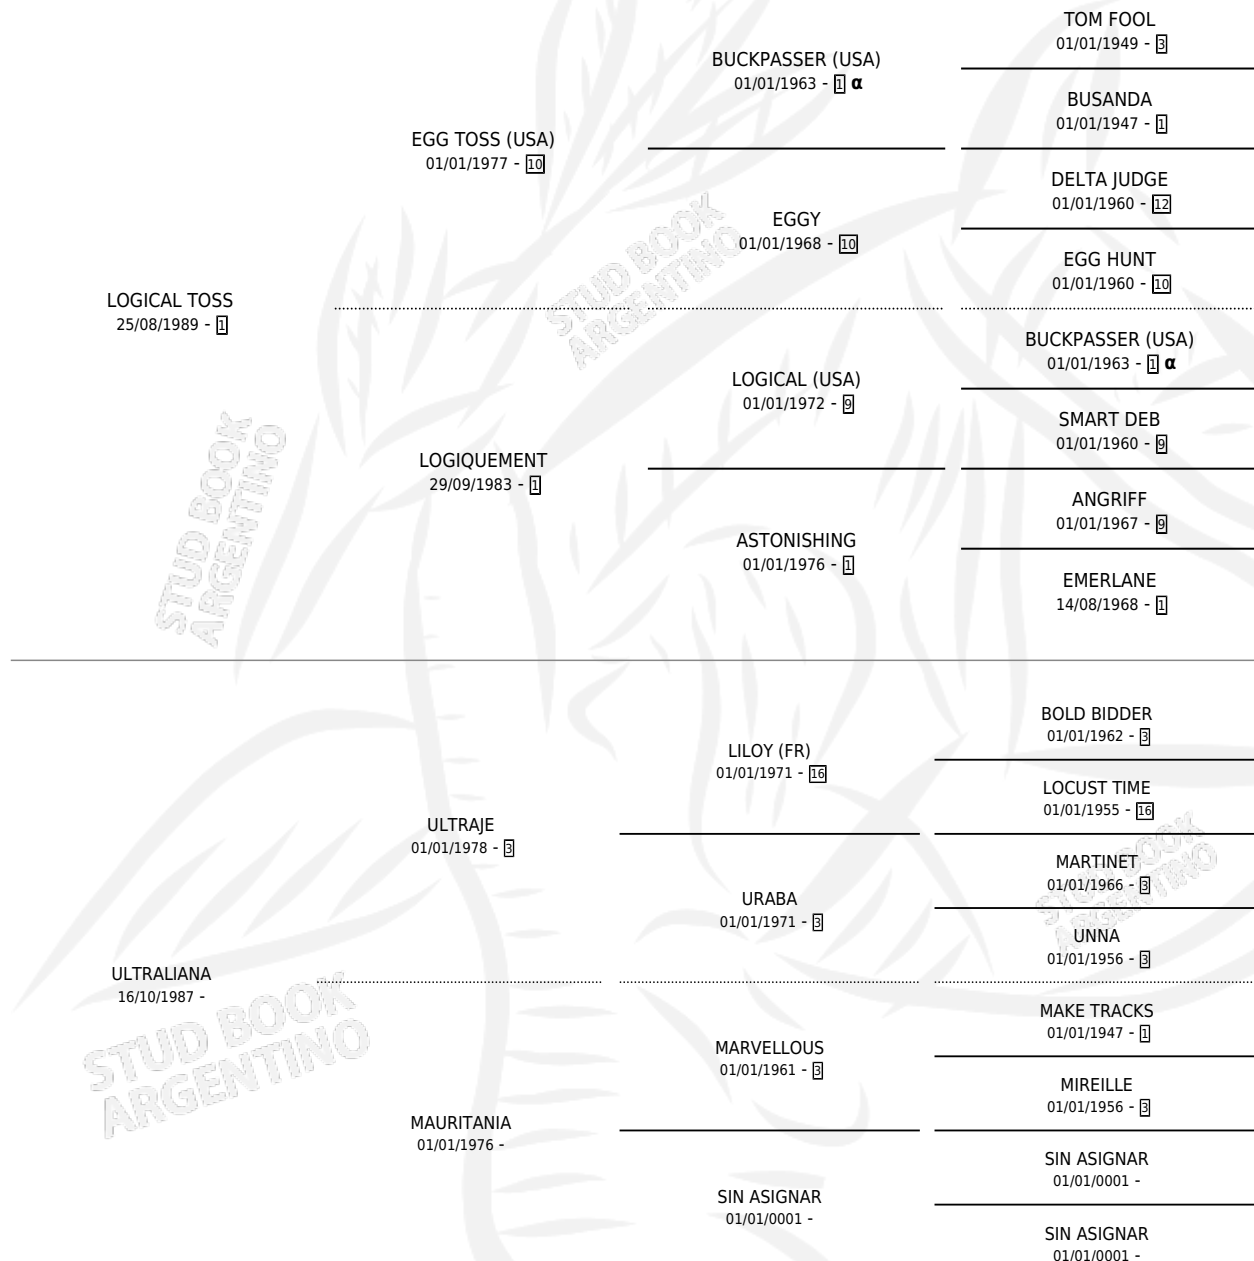 TOM FOOL
01/01/1949 - 3
BUCKPASSER (USA)
01/01/1963 - 1 α
BUSANDA
01/01/1947 - 1
EGG TOSS (USA)
01/01/1977 - 10
DELTA JUDGE
01/01/1960 - 12
EGGY
01/01/1968 - 10
EGG HUNT
01/01/1960 - 10
LOGICAL TOSS
25/08/1989 - 1
BUCKPASSER (USA)
01/01/1963 - 1 α
LOGICAL (USA)
01/01/1972 - 9
SMART DEB
01/01/1960 - 9
LOGIQUEMENT
29/09/1983 - 1
ANGRIFF
01/01/1967 - 9
ASTONISHING
01/01/1976 - 1
EMERLANE
14/08/1968 - 1
BOLD BIDDER
01/01/1962 - 3
LILOY (FR)
01/01/1971 - 16
LOCUST TIME
01/01/1955 - 16
ULTRAJE
01/01/1978 - 3
MARTINET
01/01/1966 - 3
URABA
01/01/1971 - 3
UNNA
01/01/1956 - 3
ULTRALIANA
16/10/1987 -
MAKE TRACKS
01/01/1947 - 1
MARVELLOUS
01/01/1961 - 3
MIREILLE
01/01/1956 - 3
MAURITANIA
01/01/1976 -
SIN ASIGNAR
01/01/0001 -
SIN ASIGNAR
01/01/0001 -
SIN ASIGNAR
01/01/0001 -
STUD BOOK
ARGENTINO
STUD BOOK
ARGENTINO
STUD BOOK
ARGENTINO
STUD BOOK
ARGENTINO